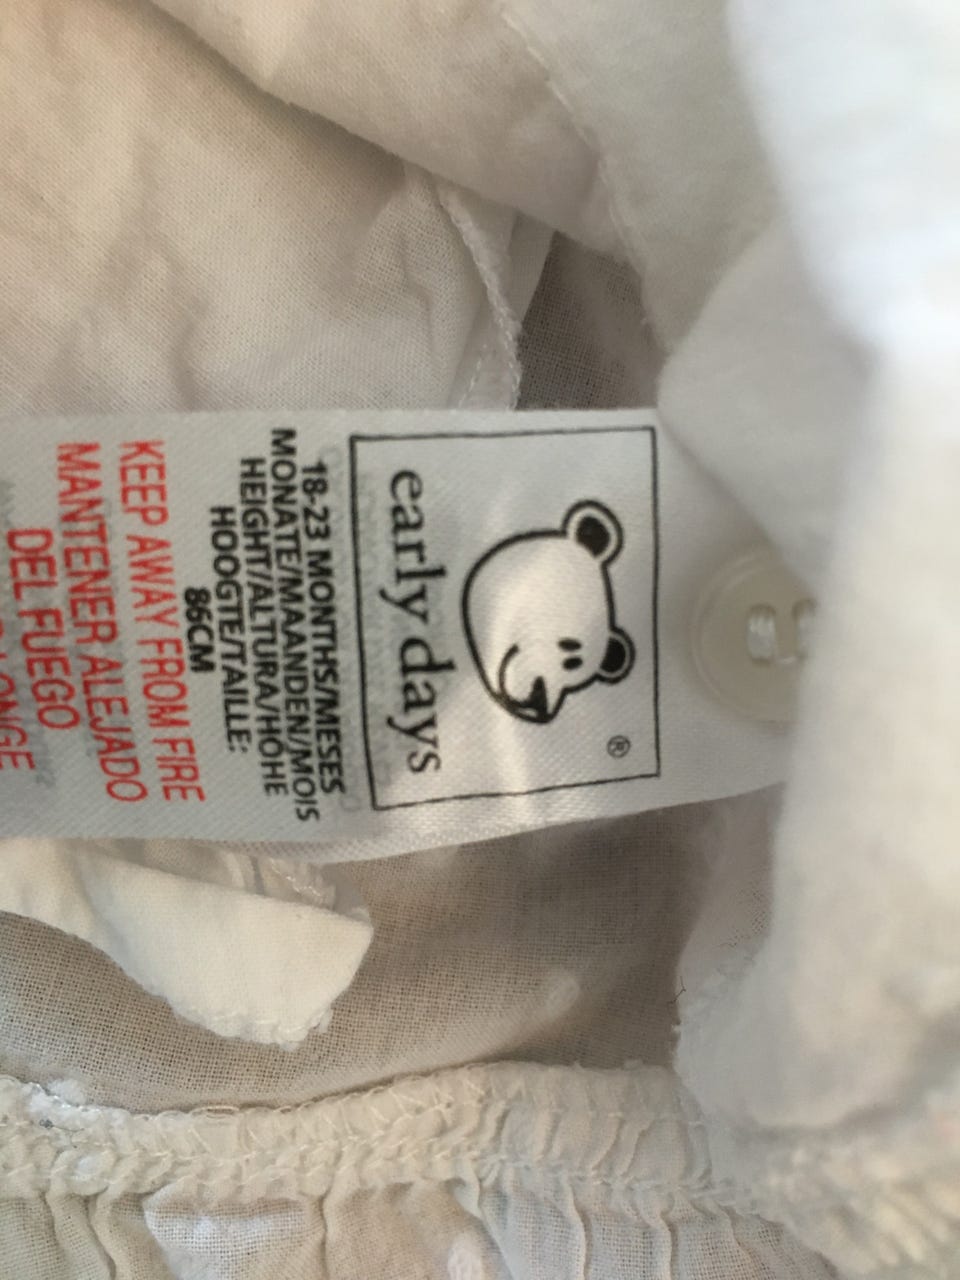 ®
early days
18-23 MONTHS/MESES
MONATE/MAANDEN/MOIS
HEIGHT/ALTURA/HÖHE
HOOGTE/TAILLE:
86CM
KEEP AWAY FROM FIRE
MANTENER ALEJADO
DEL FUEGO